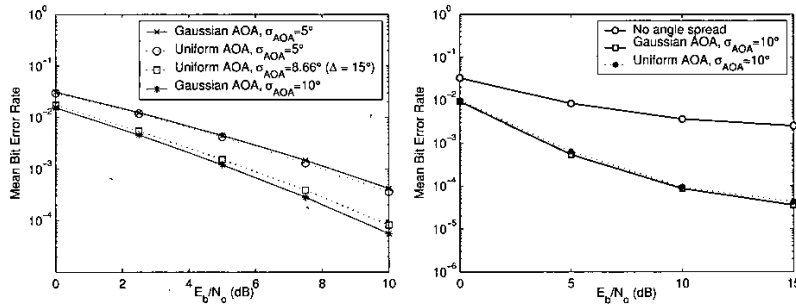 Gaussian AOA, σAOA=5°
Uniform AOA, σAOA=5°
Uniform AOA, σAOA=8.66° (Δ = 15°)
Gaussian AOA, σAOA=10°
10^0
10^-1
10^-2
10^-3
10^-4
Mean Bit Error Rate
0 2 4 6 8 10
Eb/No (dB)
No angle spread
Gaussian AOA, σAOA=10°
Uniform AOA, σAOA=10°
10^0
10^-1
10^-2
10^-3
10^-4
10^-5
10^-6
Mean Bit Error Rate
0 5 10 15
Eb/No (dB)